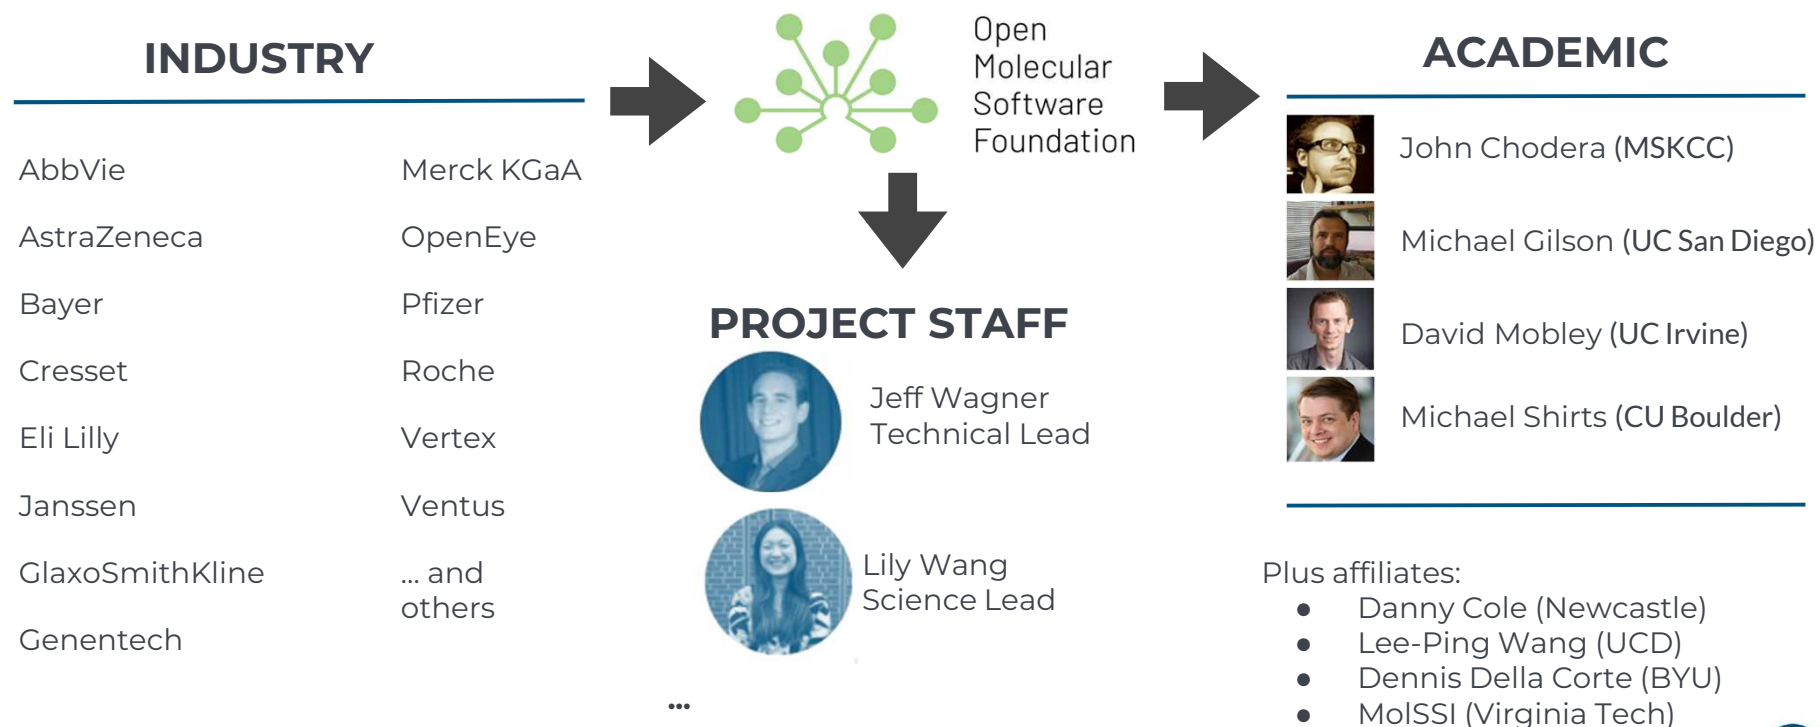 INDUSTRY
AbbVie
AstraZeneca
Bayer
Cresset
Eli Lilly
Janssen
GlaxoSmithKline
Genentech
Merck KGaA
OpenEye
Pfizer
Roche
Vertex
Ventus
... and
others
Open
Molecular
Software
Foundation
PROJECT STAFF
Jeff Wagner
Technical Lead
Lily Wang
Science Lead
...
ACADEMIC
John Chodera (MSKCC)
Michael Gilson (UC San Diego)
David Mobley (UC Irvine)
Michael Shirts (CU Boulder)
Plus affiliates:
● Danny Cole (Newcastle)
● Lee-Ping Wang (UCD)
● Dennis Della Corte (BYU)
● MolSSI (Virginia Tech)